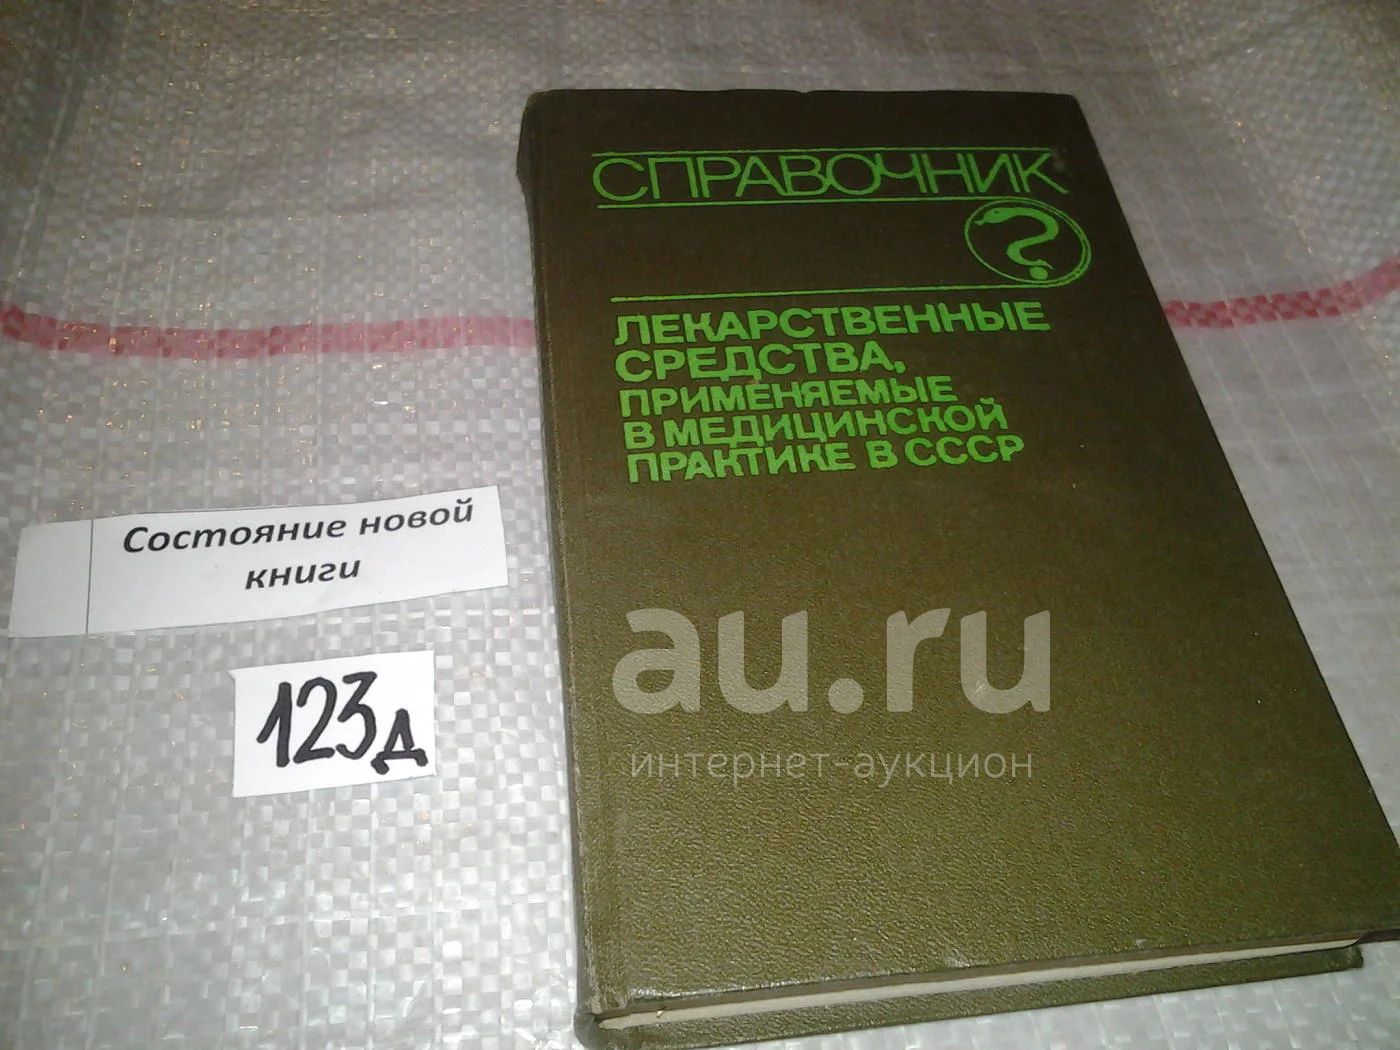 СПРАВОЧНИК
ЛЕКАРСТВЕННЫЕ
СРЕДСТВА,
ПРИМЕНЯЕМЫЕ
В МЕДИЦИНСКОЙ
ПРАКТИКЕ В СССР
Состояние новой
книги
123д
au.ru
интернет-аукцион